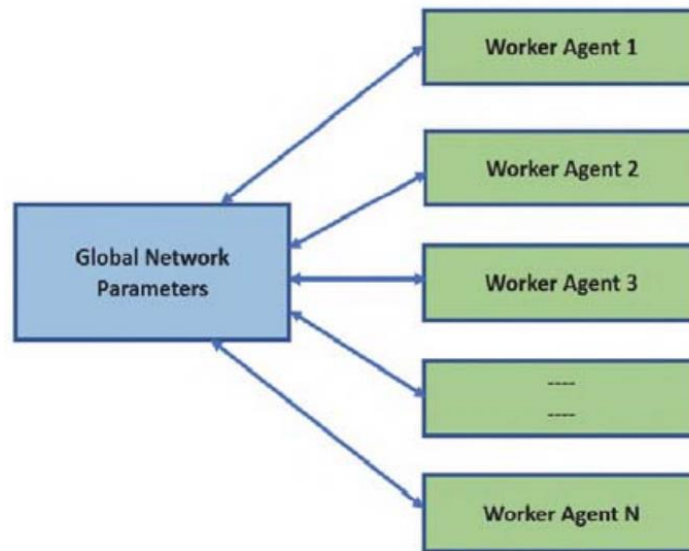 Worker Agent 1
Worker Agent 2
Global Network
Parameters
Worker Agent 3
----
----
Worker Agent N